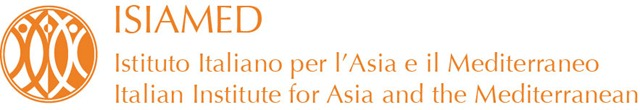 ISIAMED
Istituto Italiano per l'Asia e il Mediterraneo
Italian Institute for Asia and the Mediterranean